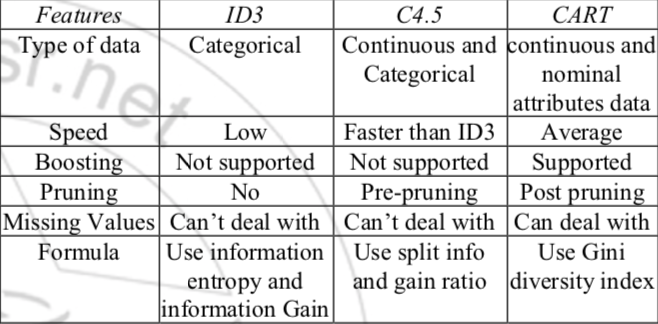 Features ID3 C4.5 CART
Type of data Categorical Continuous and Categorical continuous and nominal attributes data
Speed Low Faster than ID3 Average
Boosting Not supported Not supported Supported
Pruning No Pre-pruning Post pruning
Missing Values Can't deal with Can't deal with Can deal with
Formula Use information entropy and information Gain Use split info and gain ratio Use Gini diversity index
sr.net